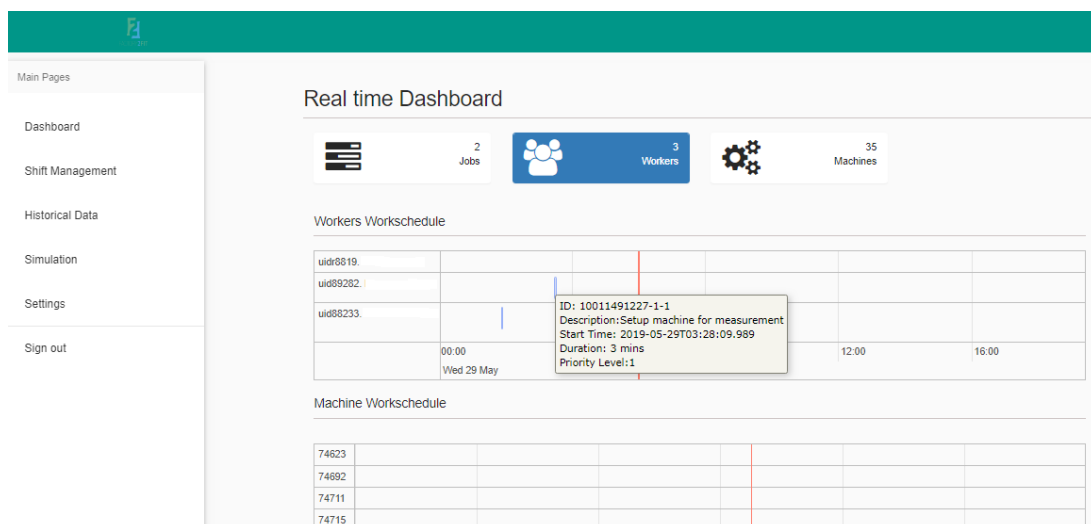 Main Pages
Dashboard
Shift Management
Historical Data
Simulation
Settings
Sign out
Real time Dashboard
2
Jobs
3
Workers
35
Machines
Workers Workschedule
uidr8819.
uid89282.
uid88233.
ID: 10011491227-1-1
Description:Setup machine for measurement
Start Time: 2019-05-29T03:28:09.989
Duration: 3 mins
Priority Level:1
00:00
12:00
16:00
Wed 29 May
Machine Workschedule
74623
74692
74711
74715